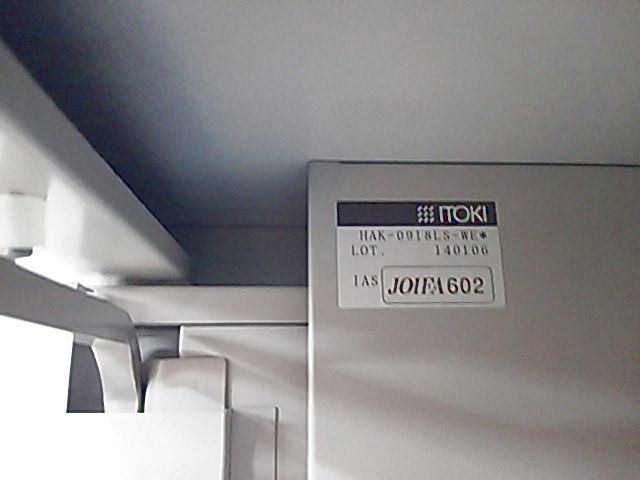 ITOKI
HAK-0918LS-WE*
LOT. 140106
IAS JOIFA602